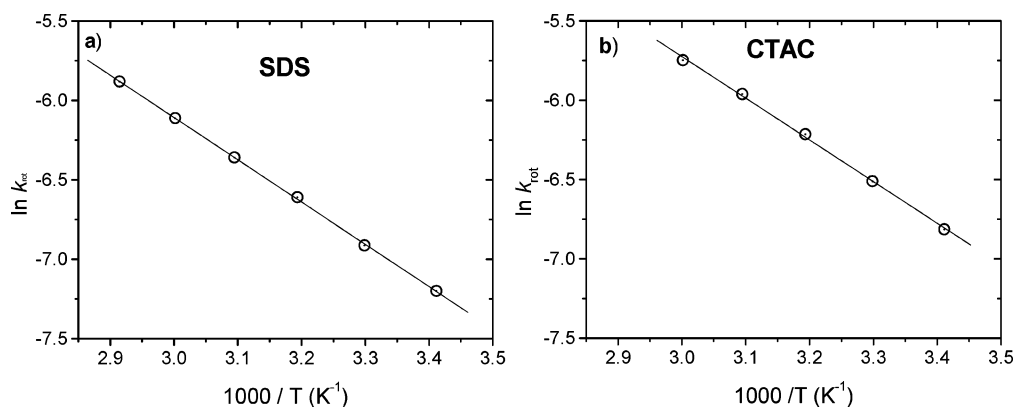 a)
SDS
-5.5
-6.0
-6.5
-7.0
-7.5
ln k_rot
2.9 3.0 3.1 3.2 3.3 3.4 3.5
1000 / T (K⁻¹)
b)
CTAC
-5.5
-6.0
-6.5
-7.0
-7.5
ln k_rot
2.9 3.0 3.1 3.2 3.3 3.4 3.5
1000 /T (K⁻¹)